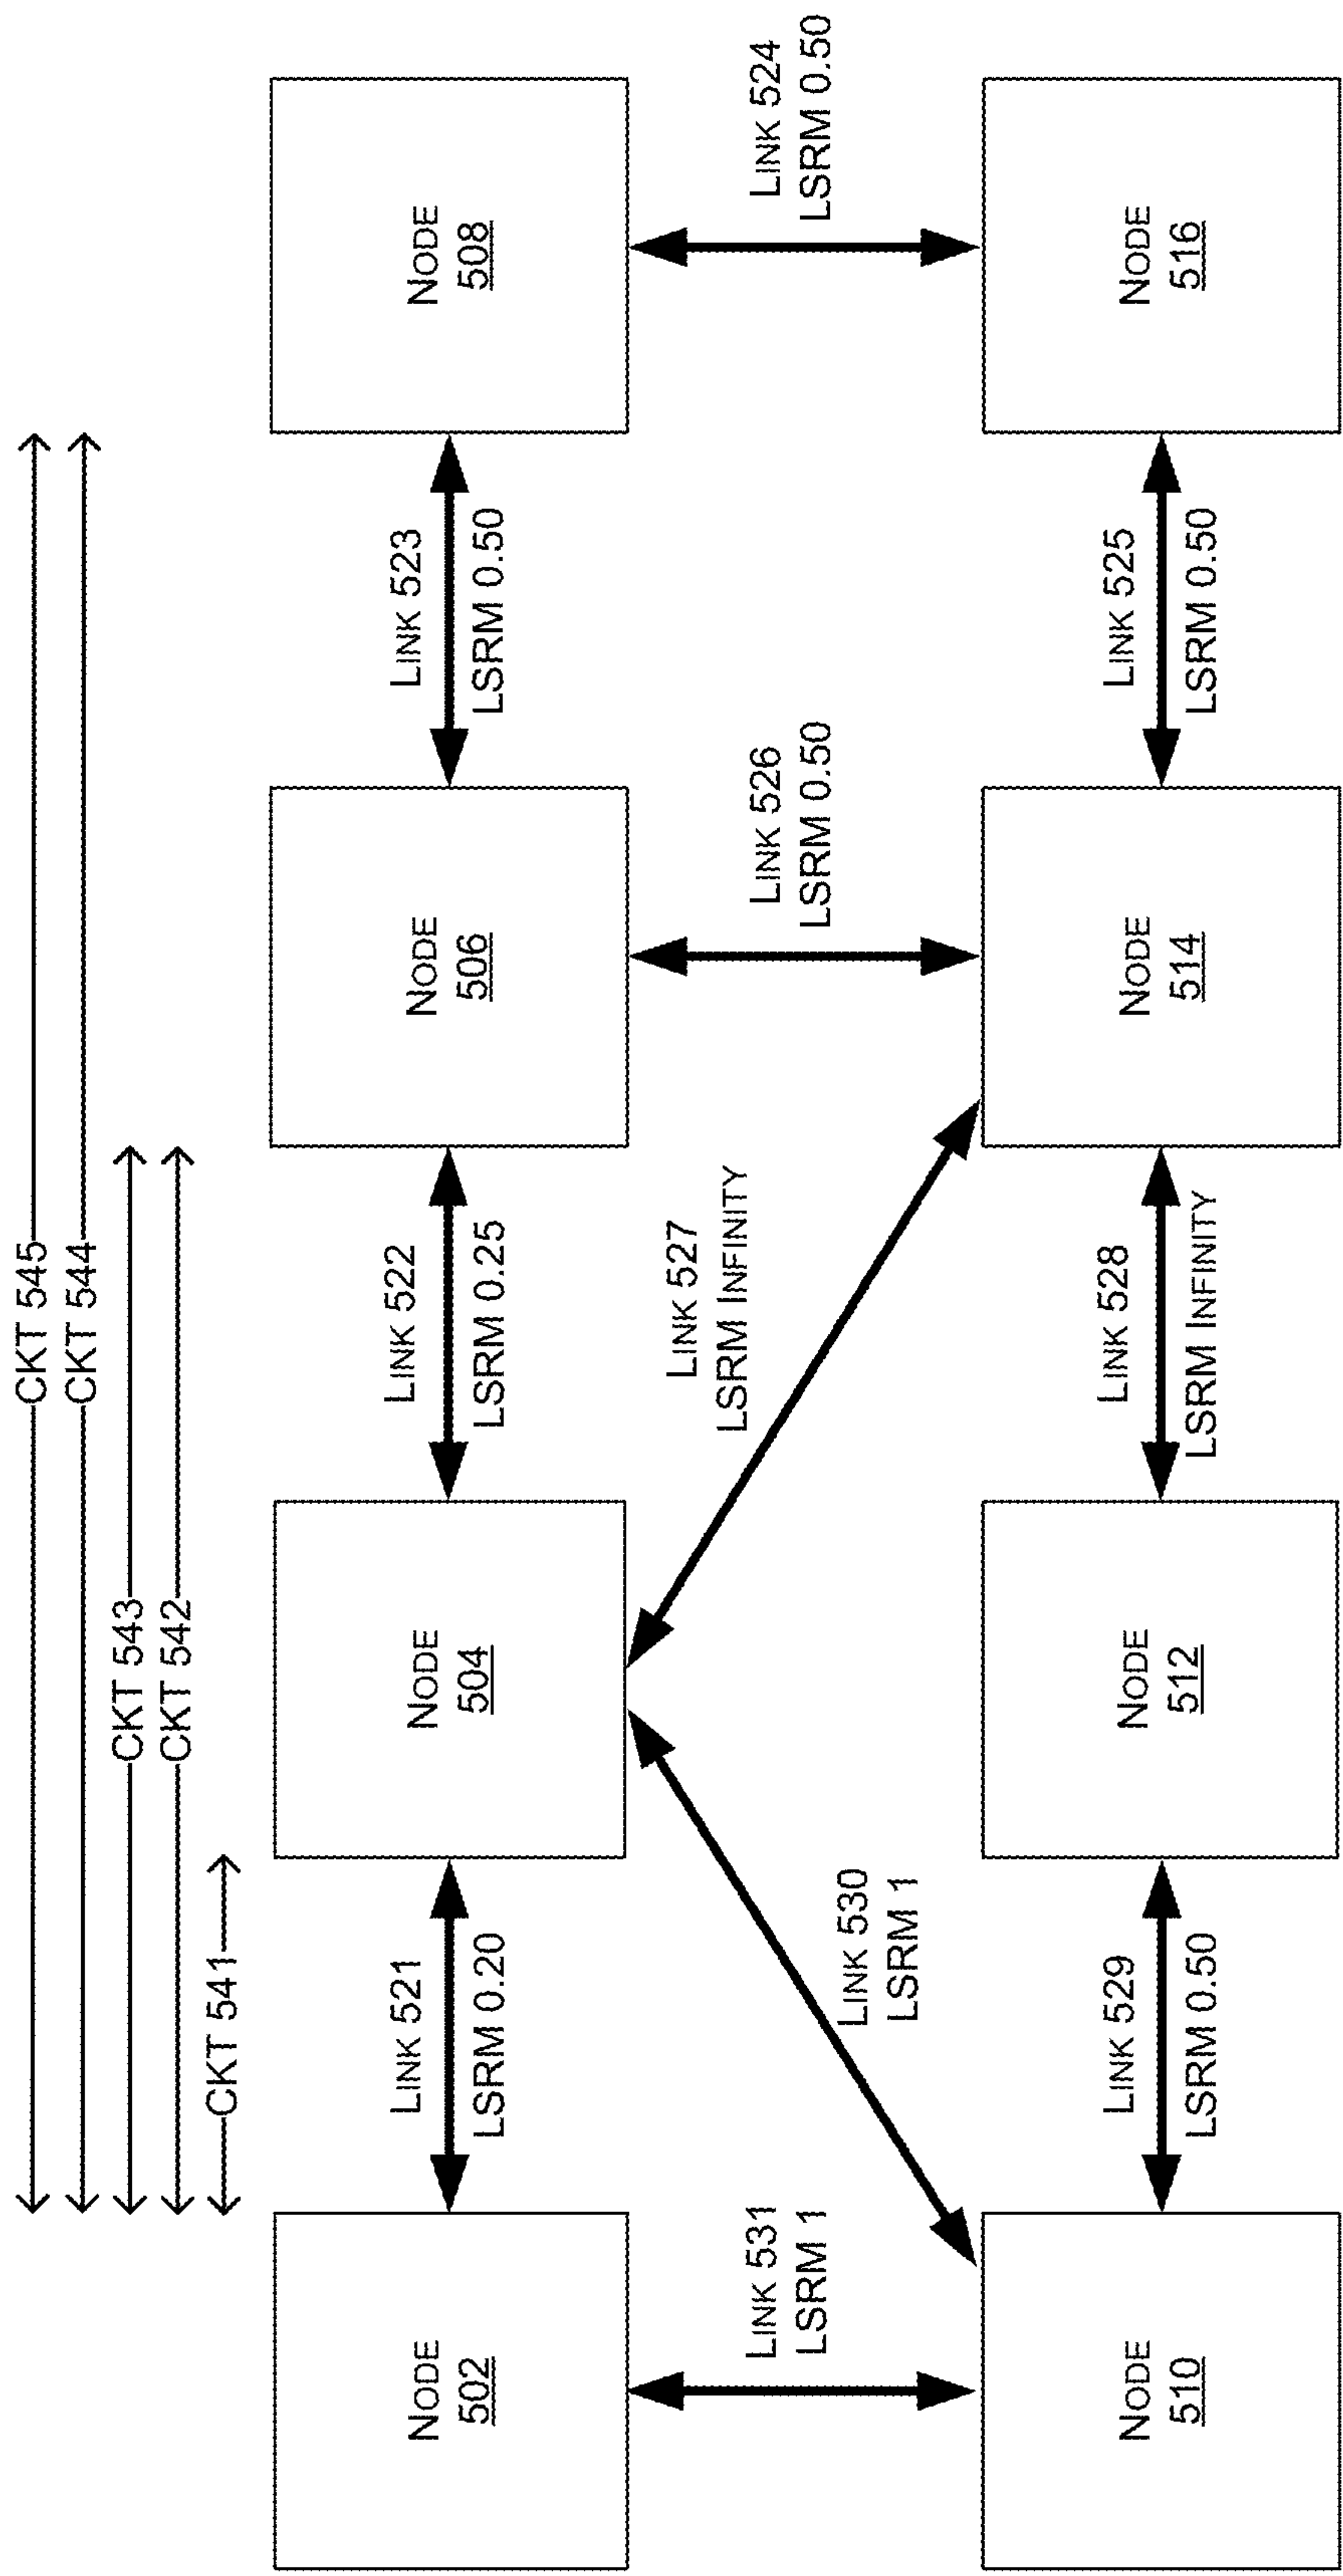 CKT 545
CKT 544
CKT 543
CKT 542
CKT 541
NODE
502
LINK 521
LSRM 0.20
NODE
504
LINK 522
LSRM 0.25
NODE
506
LINK 523
LSRM 0.50
NODE
508
LINK 531
LSRM 1
LINK 530
LSRM 1
LINK 527
LSRM INFINITY
LINK 526
LSRM 0.50
LINK 524
LSRM 0.50
NODE
510
LINK 529
LSRM 0.50
NODE
512
LINK 528
LSRM INFINITY
NODE
514
LINK 525
LSRM 0.50
NODE
516